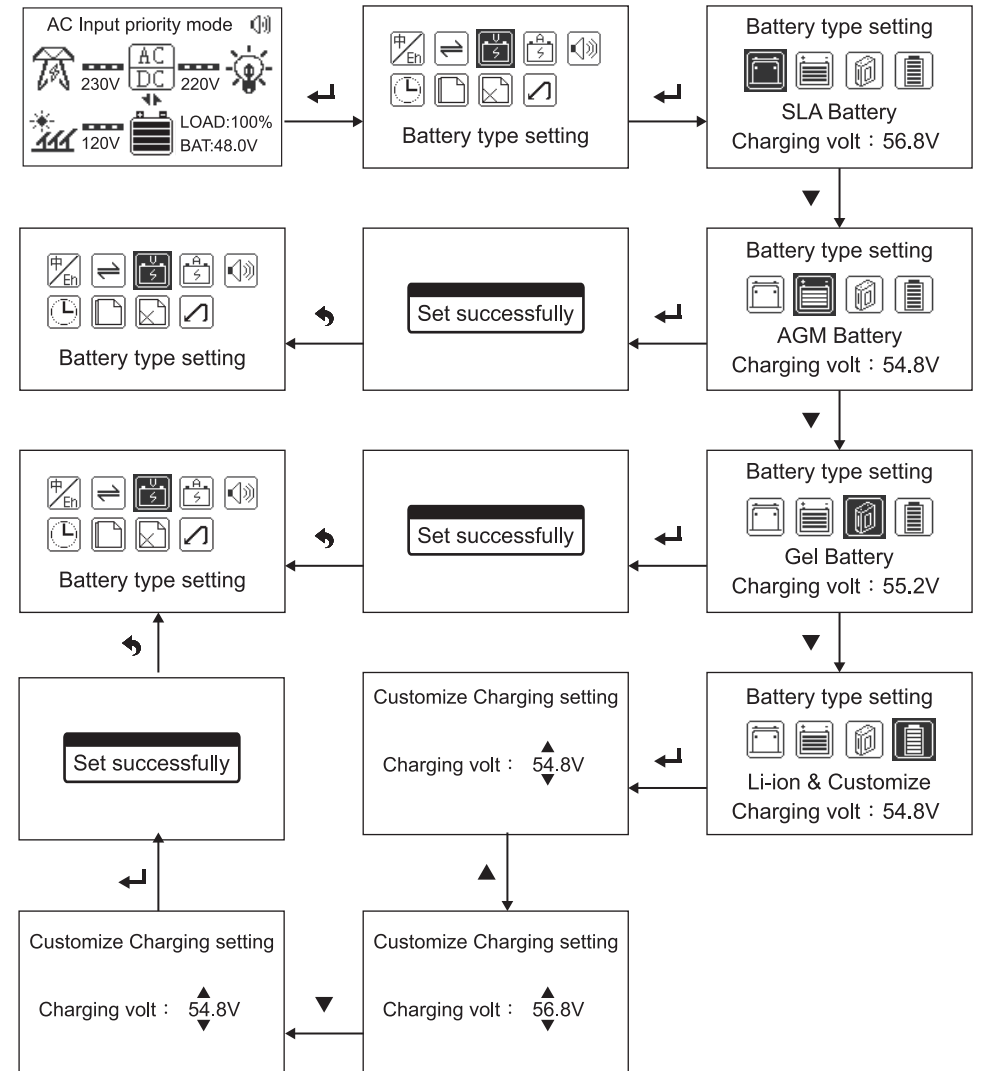 AC Input priority mode
AC
DC
230V
220V
120V
LOAD:100%
BAT:48.0V
中/En
V
A
Battery type setting
Battery type setting
SLA Battery
Charging volt：56.8V
中/En
V
A
Battery type setting
Set successfully
Battery type setting
AGM Battery
Charging volt：54.8V
中/En
V
A
Battery type setting
Set successfully
Battery type setting
Gel Battery
Charging volt：55.2V
Set successfully
Customize Charging setting
Charging volt： 54.8V
Battery type setting
Li-ion & Customize
Charging volt：54.8V
Customize Charging setting
Charging volt： 54.8V
Customize Charging setting
Charging volt： 56.8V